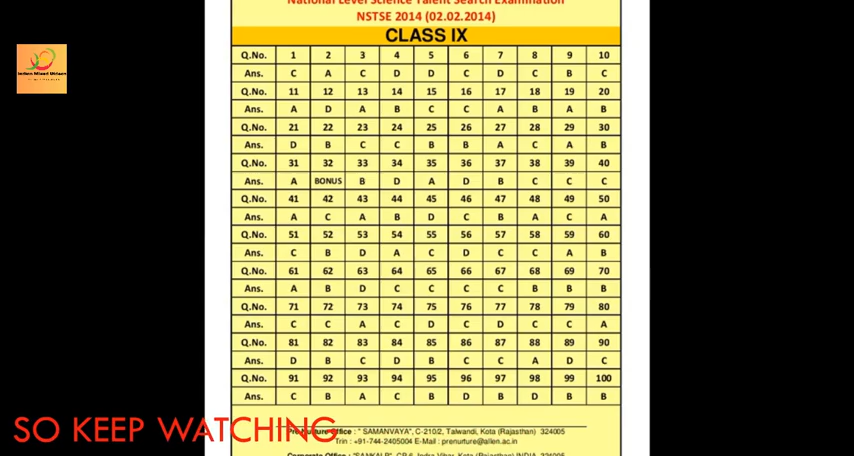 National Level Science Talent Search Examination
NSTSE 2014 (02.02.2014)
CLASS IX
Q.No. 1 2 3 4 5 6 7 8 9 10
Ans. C A C D D C D C B C
Q.No. 11 12 13 14 15 16 17 18 19 20
Ans. A D A B C C A B A B
Q.No. 21 22 23 24 25 26 27 28 29 30
Ans. D B C C B B A C A B
Q.No. 31 32 33 34 35 36 37 38 39 40
Ans. A BONUS B D A D B C C C
Q.No. 41 42 43 44 45 46 47 48 49 50
Ans. A C A B D C B A C A
Q.No. 51 52 53 54 55 56 57 58 59 60
Ans. C B D A C D C C A B
Q.No. 61 62 63 64 65 66 67 68 69 70
Ans. A B D C C C C B B B
Q.No. 71 72 73 74 75 76 77 78 79 80
Ans. C C A C D C D C C A
Q.No. 81 82 83 84 85 86 87 88 89 90
Ans. D B C D B C C A D C
Q.No. 91 92 93 94 95 96 97 98 99 100
Ans. C B A C B D B D B B
SO KEEP WATCHING
Pre-Nurture Office : " SAMANVAYA", C-210/2, Talwandi, Kota (Rajasthan) 324005
Trin : +91-744-2405004 E-Mail : prenurture@allen.ac.in